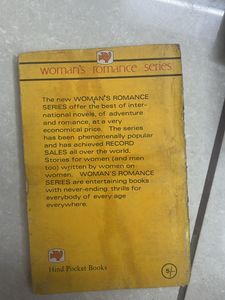 woman's romance series
The new WOMAN'S ROMANCE
SERIES offer the best of inter-
national novels, of adventure
and romance, at a very
economical price. The series
has been phenomenally popular
and has achieved RECORD
SALES all over the world.
Stories for women (and men
too) written by women on
women. WOMAN'S ROMANCE
SERIES are entertaining books
with never-ending thrills for
everybody of every age
everywhere.
Hind Pocket Books
5/-